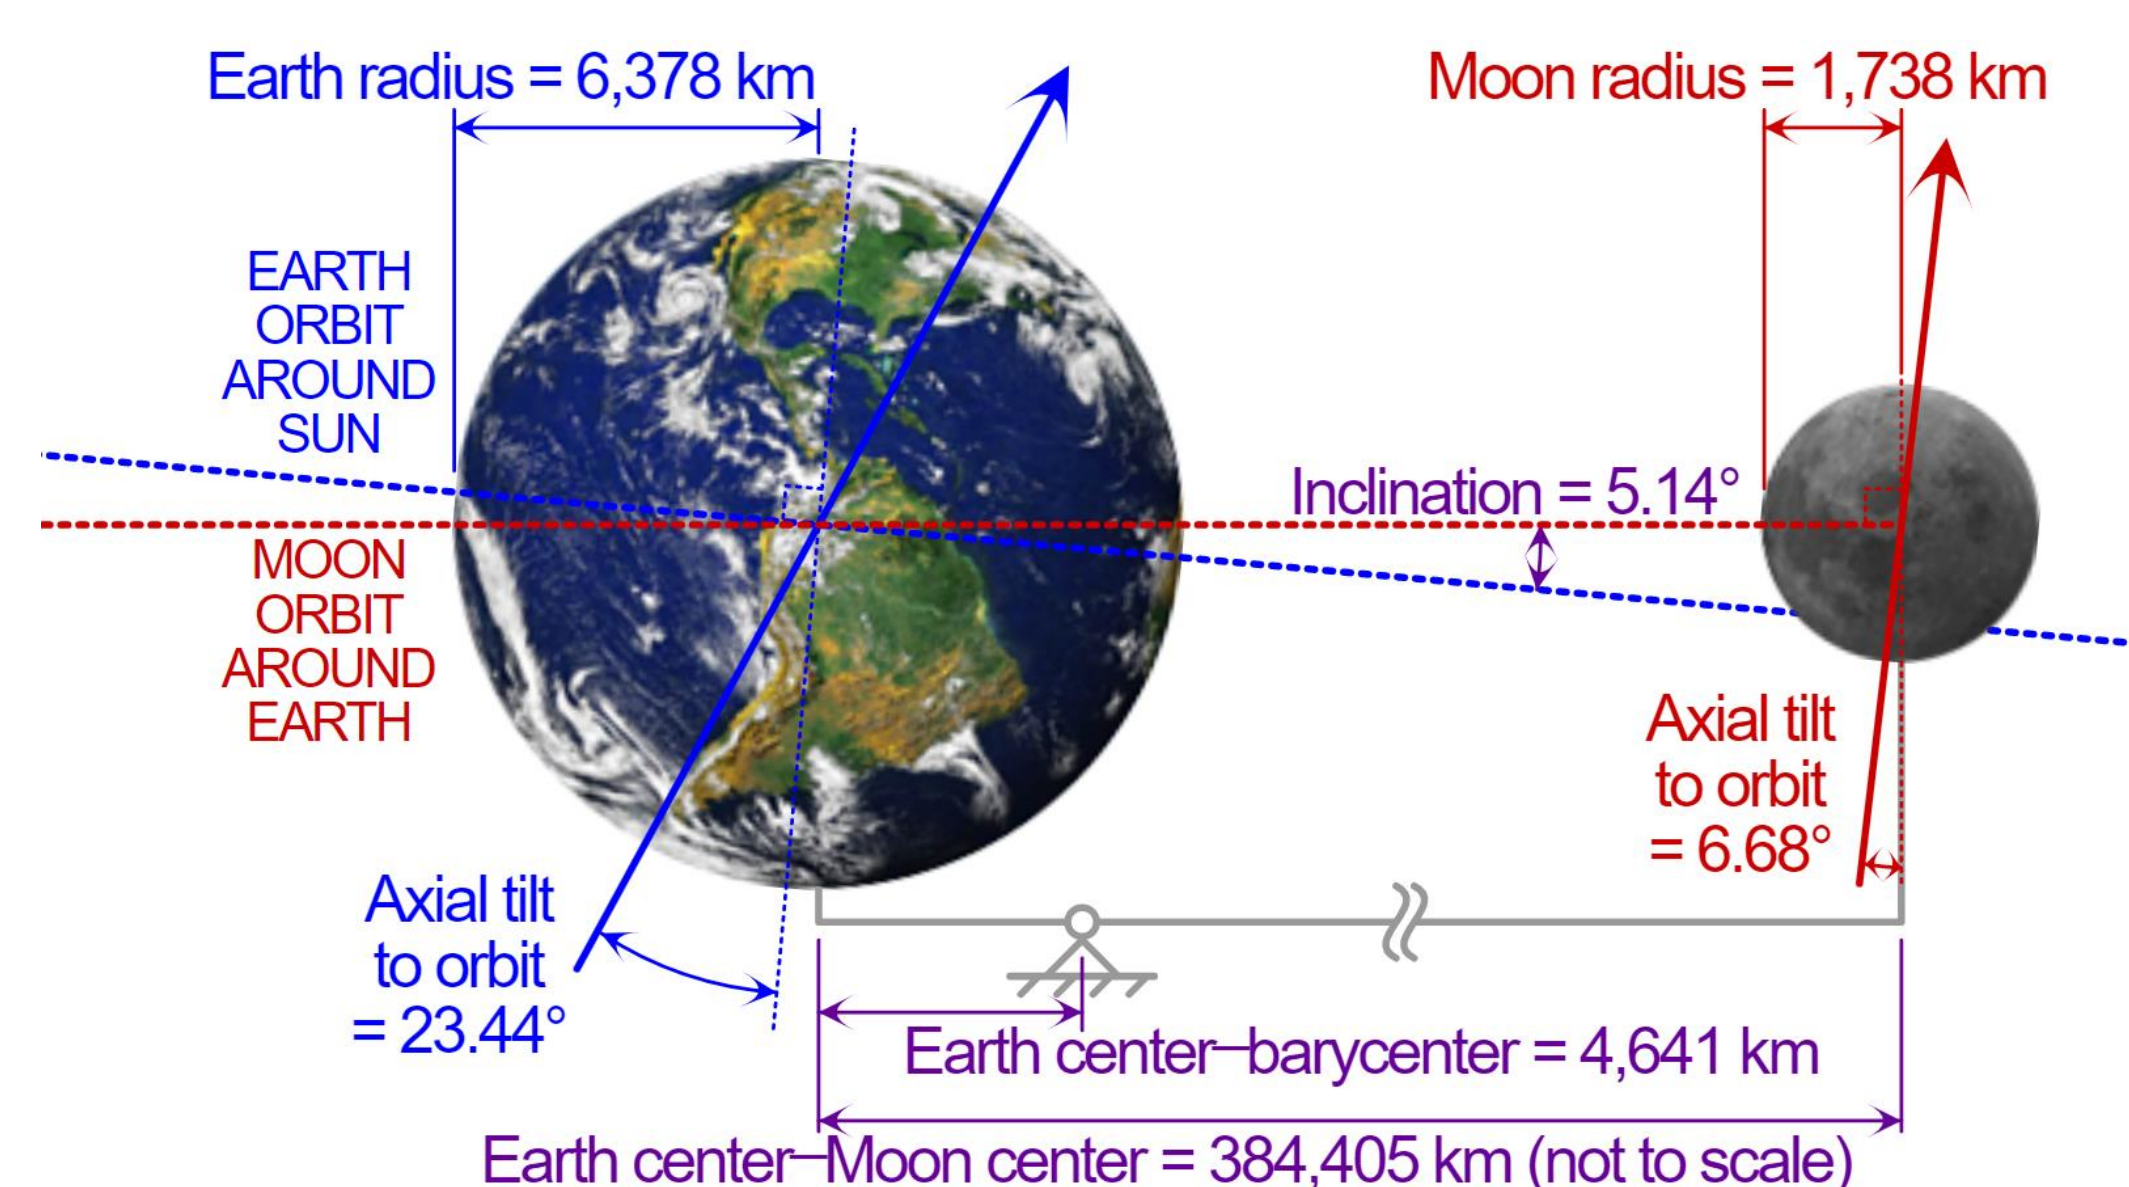 Earth radius = 6,378 km
Moon radius = 1,738 km
EARTH
ORBIT
AROUND
SUN
Inclination = 5.14°
MOON
ORBIT
AROUND
EARTH
Axial tilt
to orbit
= 6.68°
Axial tilt
to orbit
= 23.44°
Earth center–barycenter = 4,641 km
Earth center–Moon center = 384,405 km (not to scale)